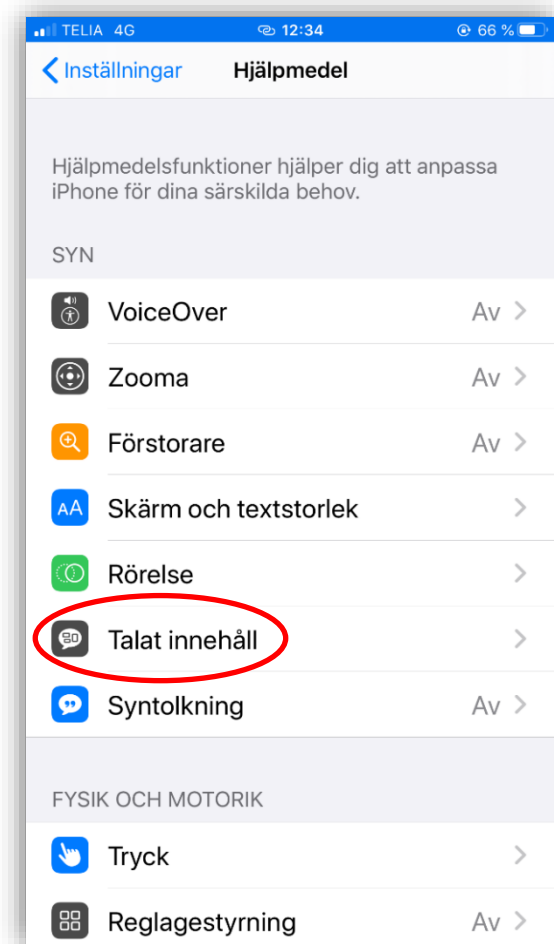 TELIA 4G 12:34 66 %
Inställningar Hjälpmedel
Hjälpmedelsfunktioner hjälper dig att anpassa
iPhone för dina särskilda behov.
SYN
VoiceOver Av
Zooma Av
Förstorare Av
AA Skärm och textstorlek
Rörelse
Talat innehåll
Syntolkning Av
FYSIK OCH MOTORIK
Tryck
Reglagestyrning Av